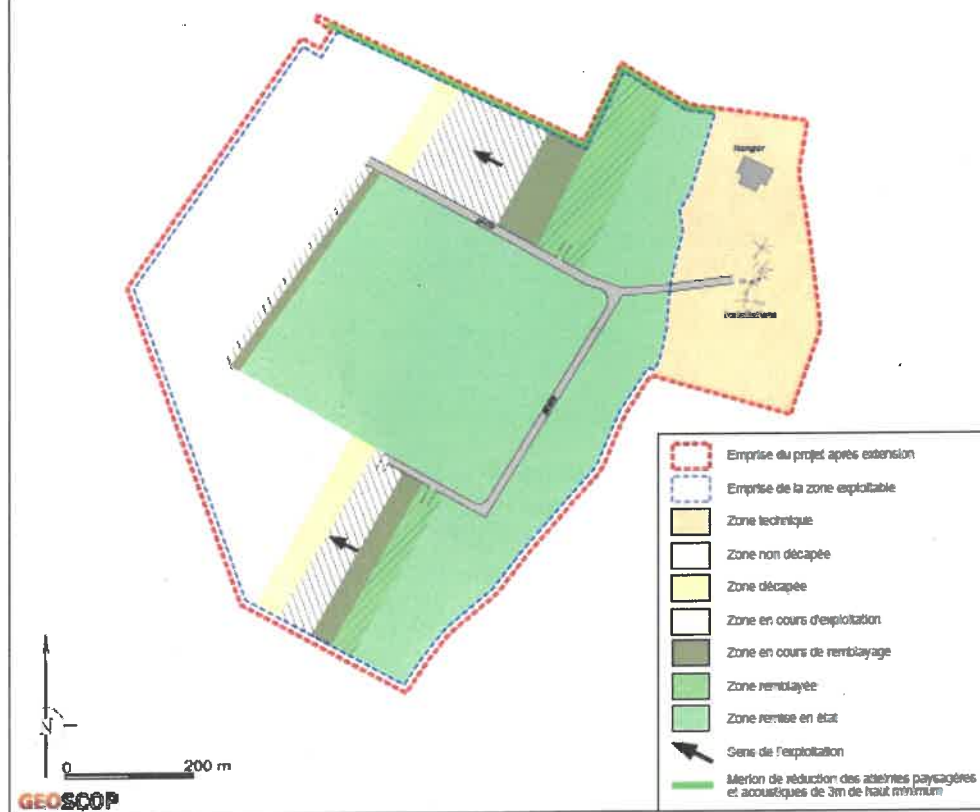 Hangar
Installations
Emprise du projet après extension
Emprise de la zone exploitable
Zone technique
Zone non décapée
Zone décapée
Zone en cours d'exploitation
Zone en cours de remblayage
Zone remblayée
Zone remise en état
Sens de l'exploitation
Merlon de réduction des atteintes paysagères
et acoustiques de 3m de haut minimum
N
0 200 m
GEOSCOP